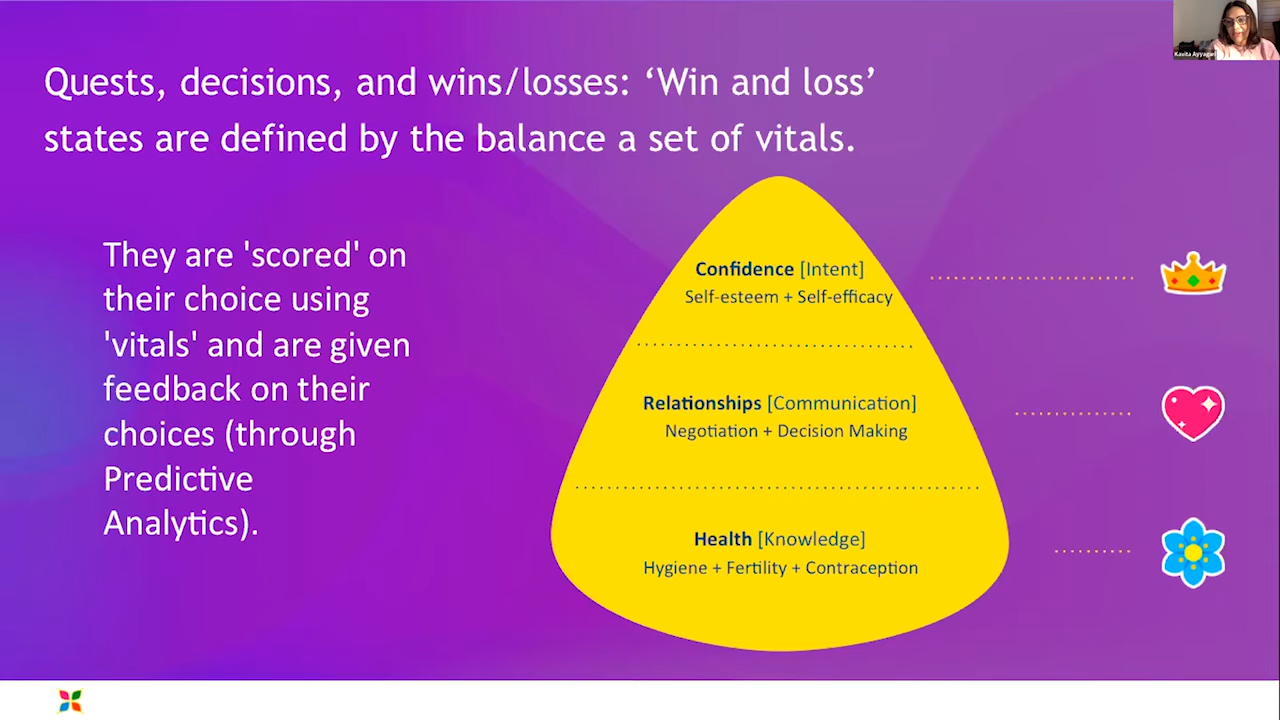 Quests, decisions, and wins/losses: ‘Win and loss’
states are defined by the balance a set of vitals.
They are 'scored' on
their choice using
'vitals' and are given
feedback on their
choices (through
Predictive
Analytics).
Confidence [Intent]
Self-esteem + Self-efficacy
Relationships [Communication]
Negotiation + Decision Making
Health [Knowledge]
Hygiene + Fertility + Contraception
Kavita Ayyagari